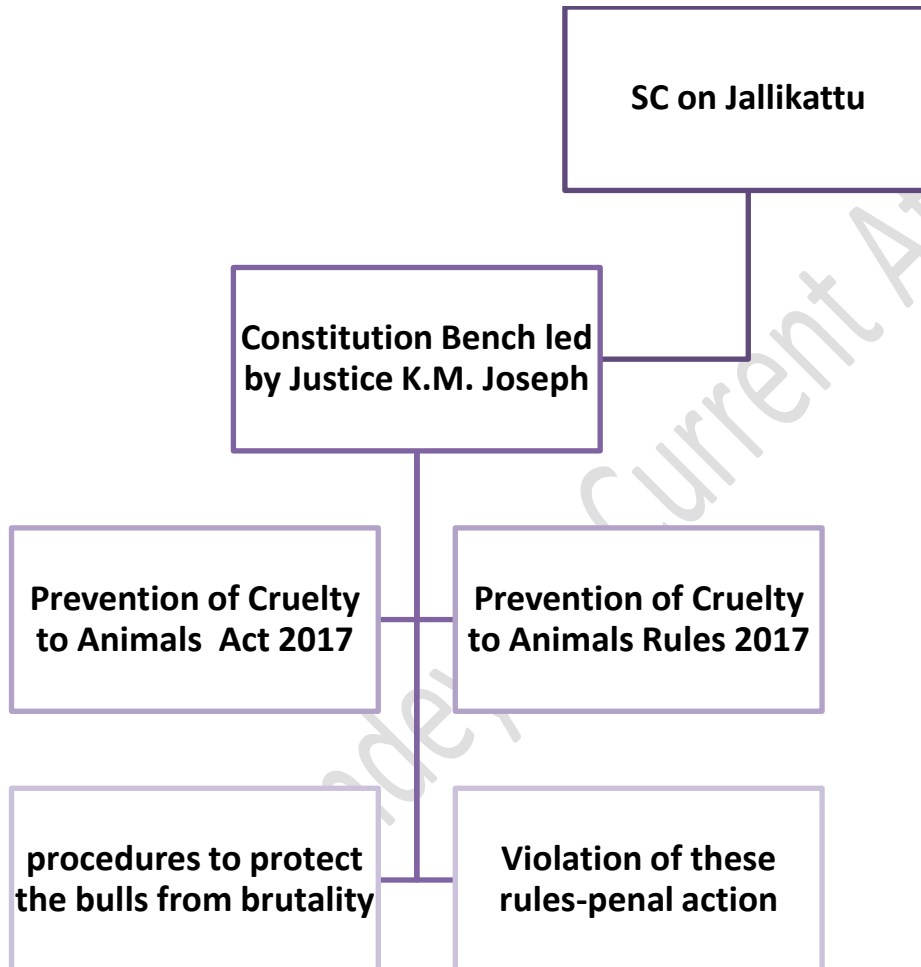 SC on Jallikattu
Constitution Bench led
by Justice K.M. Joseph
Prevention of Cruelty
to Animals Act 2017
Prevention of Cruelty
to Animals Rules 2017
procedures to protect
the bulls from brutality
Violation of these
rules-penal action
Current